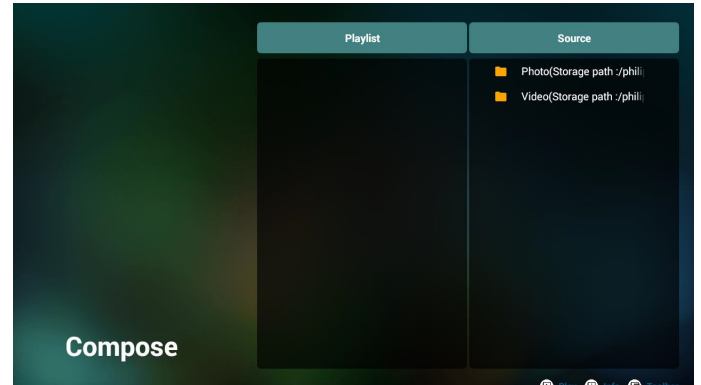 Playlist
Source
Photo(Storage path :/phili
Video(Storage path :/phili
Compose